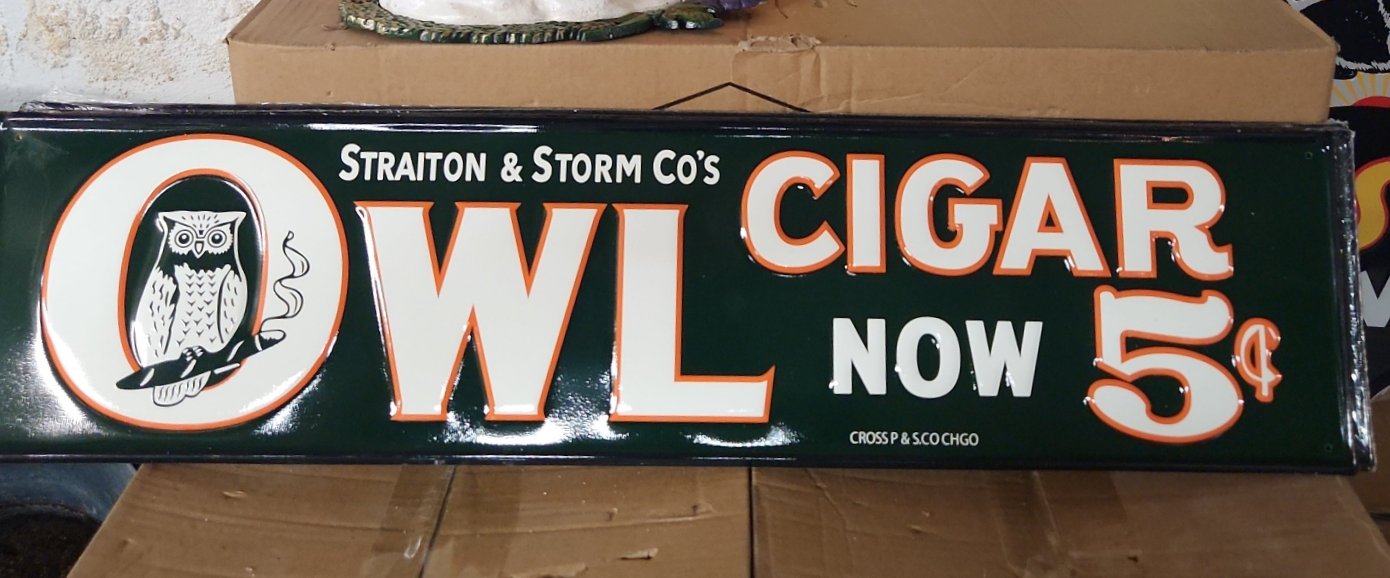 STRAITON & STORM CO'S
OWL
CIGAR
NOW 5¢
CROSS P & S.CO CHGO